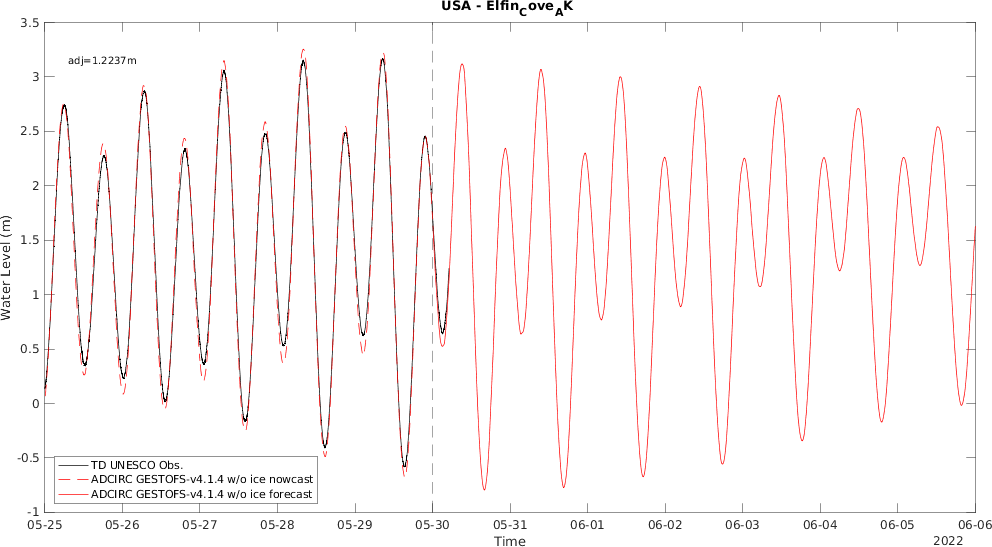 USA - Elfin_Cove_AK
3.5
adj=1.2237m
3
2.5
2
1.5
1
0.5
0
-0.5
-1
Water Level (m)
TD UNESCO Obs.
ADCIRC GESTOFS-v4.1.4 w/o ice nowcast
ADCIRC GESTOFS-v4.1.4 w/o ice forecast
05-25 05-26 05-27 05-28 05-29 05-30 05-31 06-01 06-02 06-03 06-04 06-05 06-06
Time
2022